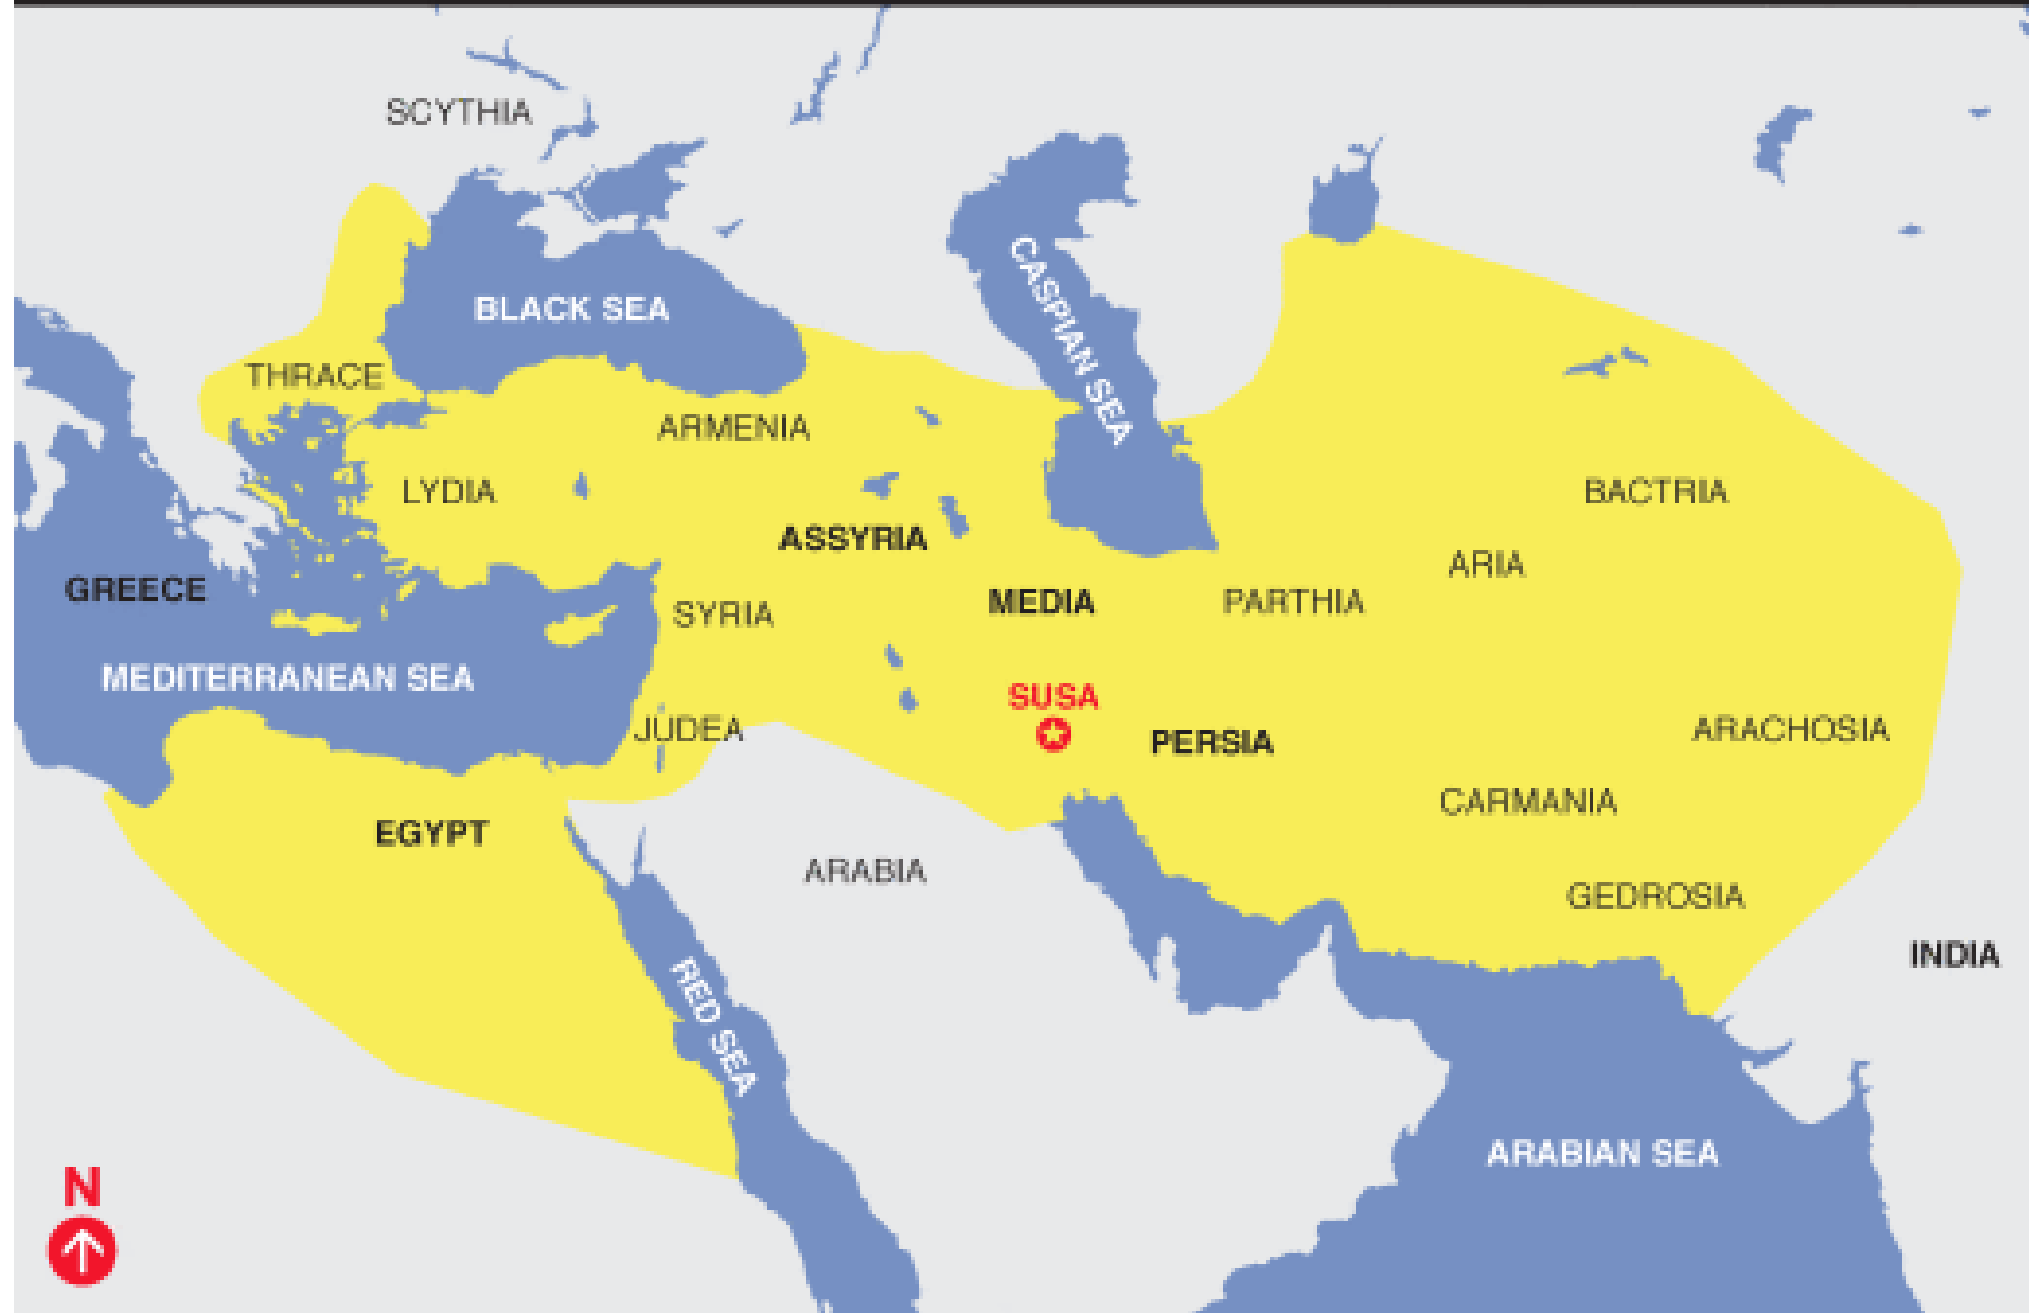 SCYTHIA
CASPIAN SEA
BLACK SEA
THRACE
ARMENIA
LYDIA
BACTRIA
ASSYRIA
ARIA
GREECE
MEDIA
PARTHIA
SYRIA
MEDITERRANEAN SEA
SUSA
JUDEA
PERSIA
ARACHOSIA
CARMANIA
EGYPT
ARABIA
GEDROSIA
INDIA
RED SEA
ARABIAN SEA
N